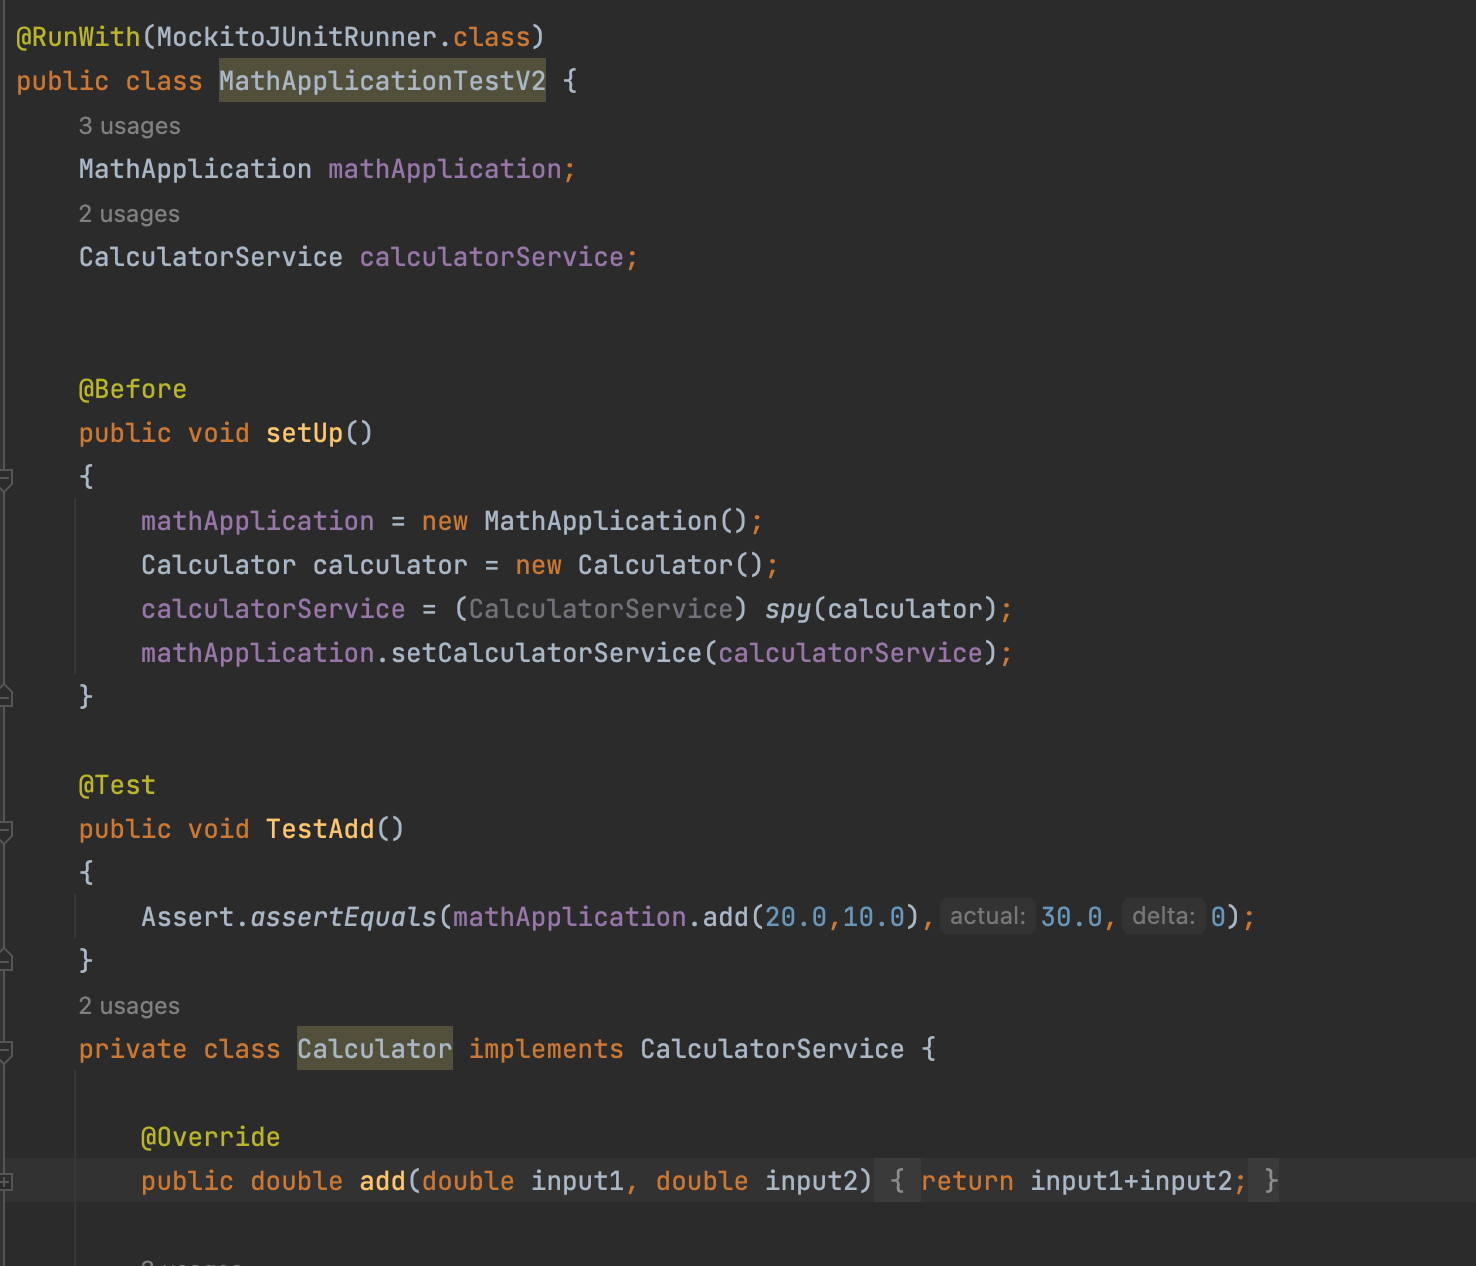 @RunWith(MockitoJUnitRunner.class)
public class MathApplicationTestV2 {
3 usages
MathApplication mathApplication;
2 usages
CalculatorService calculatorService;
@Before
public void setUp()
{
mathApplication = new MathApplication();
Calculator calculator = new Calculator();
calculatorService = (CalculatorService) spy(calculator);
mathApplication.setCalculatorService(calculatorService);
}
@Test
public void TestAdd()
{
Assert.assertEquals(mathApplication.add(20.0,10.0), actual: 30.0, delta: 0);
}
2 usages
private class Calculator implements CalculatorService {
@Override
public double add(double input1, double input2) { return input1+input2; }